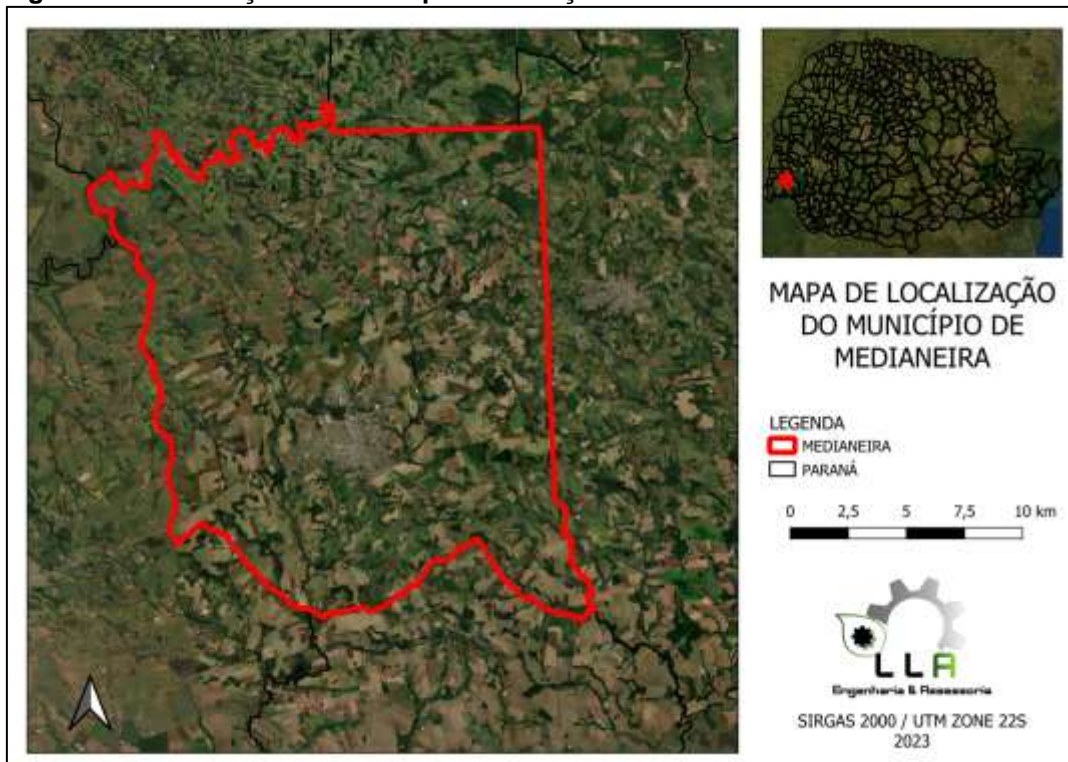 MAPA DE LOCALIZAÇÃO
DO MUNICÍPIO DE
MEDIANEIRA
LEGENDA
MEDIANEIRA
PARANÁ
0 2,5 5 7,5 10 km
LLA
Engenharia & Assessoria
SIRGAS 2000 / UTM ZONE 22S
2023